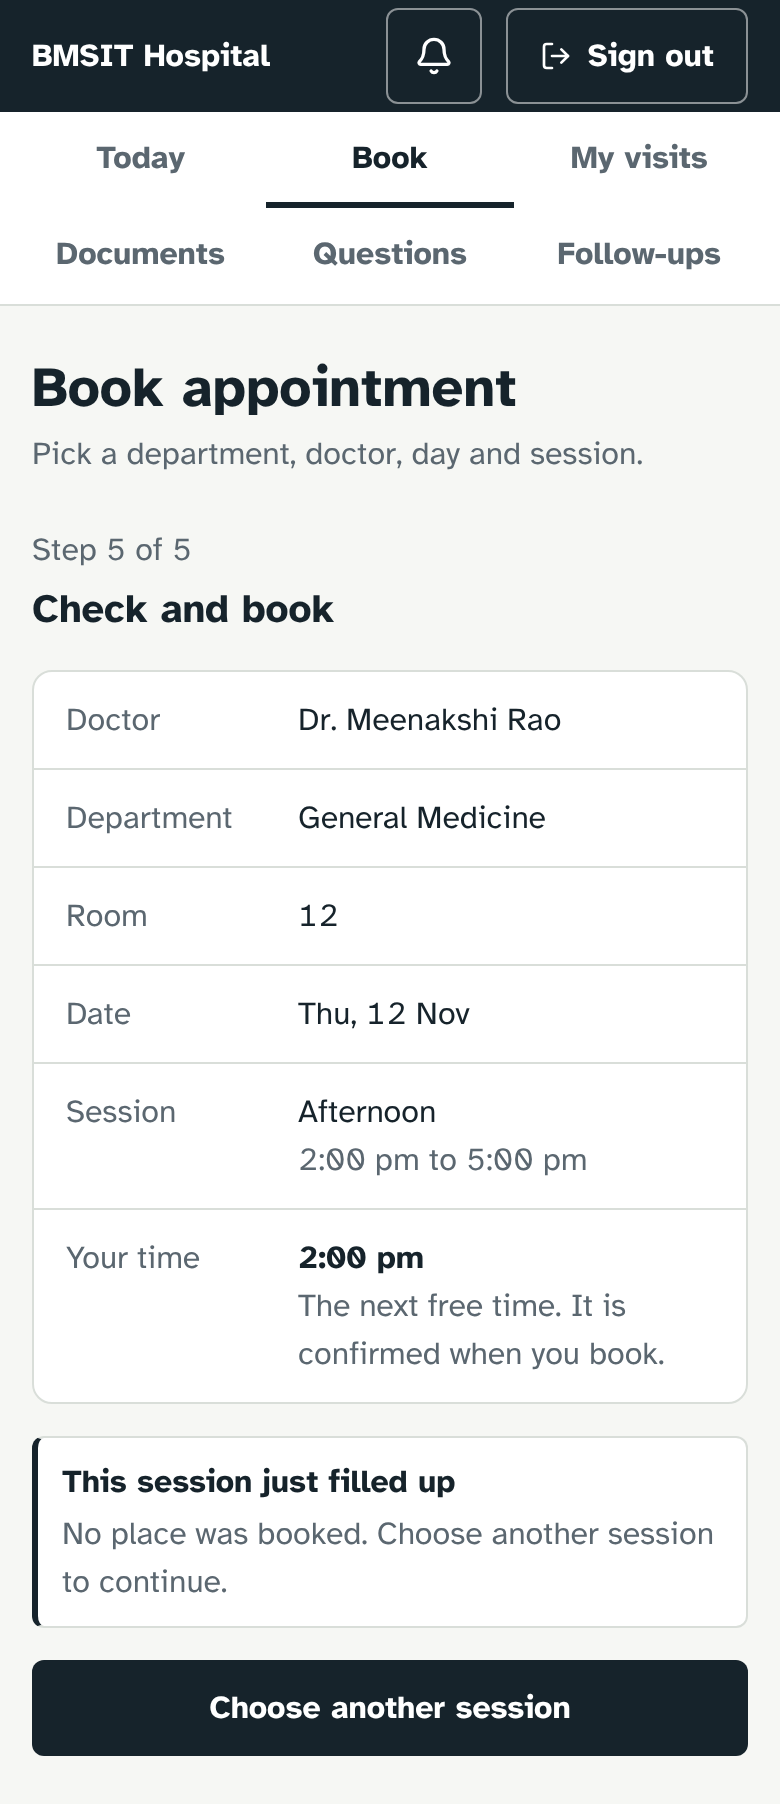 BMSIT Hospital
Sign out
Today
Book
My visits
Documents
Questions
Follow-ups
Book appointment
Pick a department, doctor, day and session.
Step 5 of 5
Check and book
Doctor
Dr. Meenakshi Rao
Department
General Medicine
Room
12
Date
Thu, 12 Nov
Session
Afternoon
2:00 pm to 5:00 pm
Your time
2:00 pm
The next free time. It is
confirmed when you book.
This session just filled up
No place was booked. Choose another session
to continue.
Choose another session